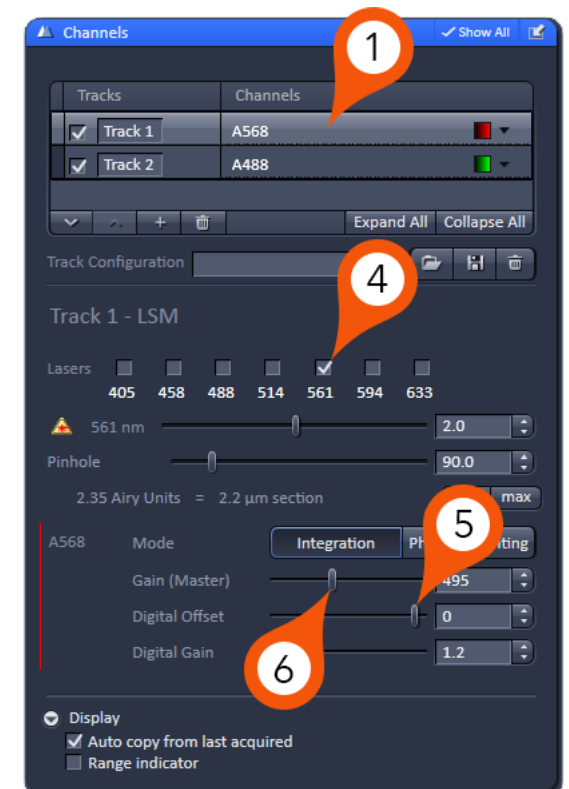 Channels Show All
1
Tracks Channels
Track 1 A568
Track 2 A488
+ Expand All Collapse All
Track Configuration
4
Track 1 - LSM
Lasers
405 458 488 514 561 594 633
561 nm 2.0
Pinhole 90.0
2.35 Airy Units = 2.2 µm section max
5
A568 Mode Integration
Gain (Master) 495
Digital Offset 0
Digital Gain 1.2
6
Display
Auto copy from last acquired
Range indicator